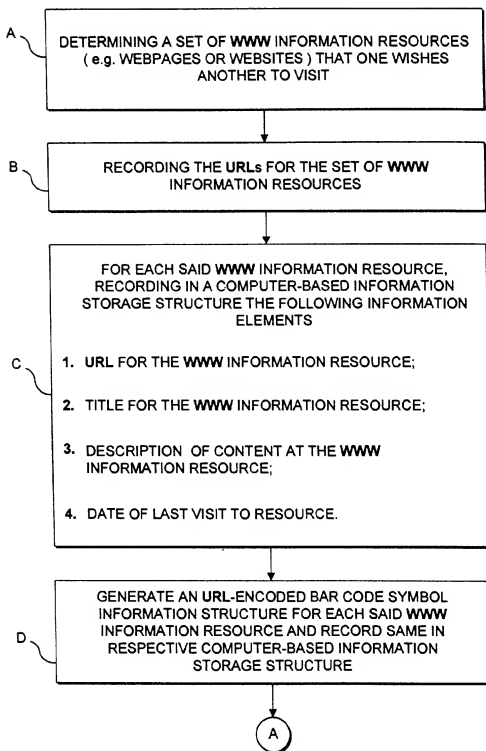 A
DETERMINING A SET OF WWW INFORMATION RESOURCES
( e.g. WEBPAGES OR WEBSITES ) THAT ONE WISHES
ANOTHER TO VISIT
B
RECORDING THE URLs FOR THE SET OF WWW
INFORMATION RESOURCES
C
FOR EACH SAID WWW INFORMATION RESOURCE,
RECORDING IN A COMPUTER-BASED INFORMATION
STORAGE STRUCTURE THE FOLLOWING INFORMATION
ELEMENTS
1. URL FOR THE WWW INFORMATION RESOURCE;
2. TITLE FOR THE WWW INFORMATION RESOURCE;
3. DESCRIPTION OF CONTENT AT THE WWW
INFORMATION RESOURCE;
4. DATE OF LAST VISIT TO RESOURCE.
D
GENERATE AN URL-ENCODED BAR CODE SYMBOL
INFORMATION STRUCTURE FOR EACH SAID WWW
INFORMATION RESOURCE AND RECORD SAME IN
RESPECTIVE COMPUTER-BASED INFORMATION
STORAGE STRUCTURE
A